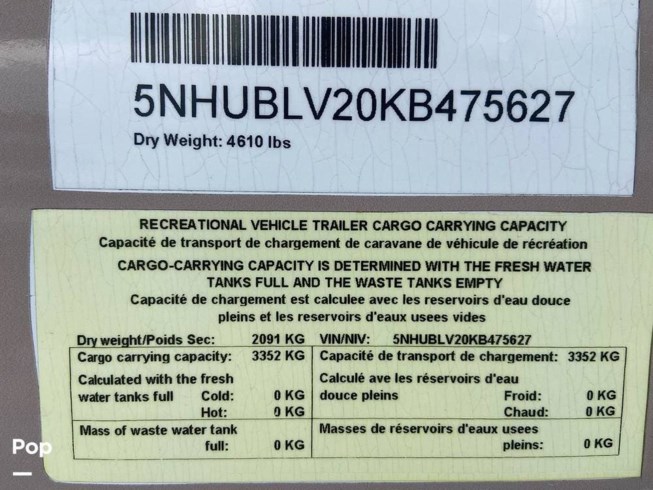 5NHUBLV20KB475627
Dry Weight: 4610 lbs
RECREATIONAL VEHICLE TRAILER CARGO CARRYING CAPACITY
Capacité de transport de chargement de caravane de véhicule de récréation
CARGO-CARRYING CAPACITY IS DETERMINED WITH THE FRESH WATER
TANKS FULL AND THE WASTE TANKS EMPTY
Capacité de chargement est calculee avec les reservoirs d'eau douce
pleins et les reservoirs d'eaux usees vides
Dry weight/Poids Sec: 2091 KG VIN/NIV: 5NHUBLV20KB475627
Cargo carrying capacity: 3352 KG Capacité de transport de chargement: 3352 KG
Calculated with the fresh Calculé ave les réservoirs d'eau
water tanks full Cold: 0 KG douce pleins Froid: 0 KG
Hot: 0 KG Chaud: 0 KG
Mass of waste water tank Masses de réservoirs d'eaux usees
full: 0 KG pleins: 0 KG
Pop